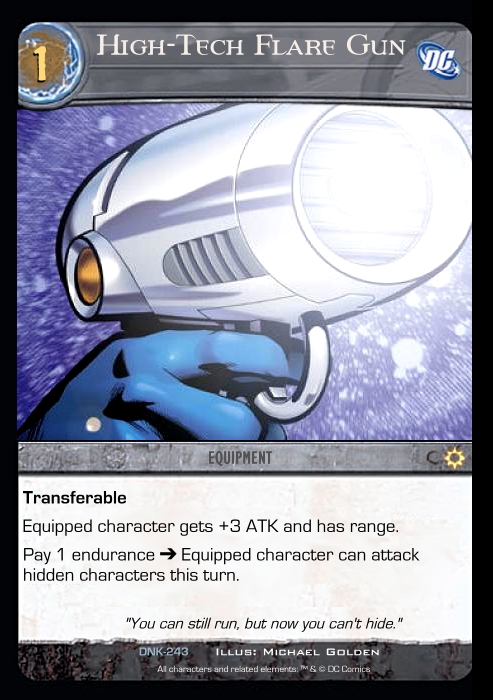 1
High-Tech Flare Gun
DC
EQUIPMENT
C
Transferable
Equipped character gets +3 ATK and has range.
Pay 1 endurance ➔ Equipped character can attack
hidden characters this turn.
"You can still run, but now you can't hide."
DNK-243 Illus: Michael Golden
All characters and related elements: ™ & © DC Comics